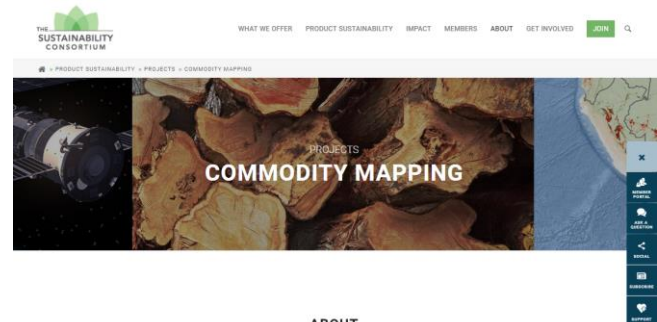 THE
SUSTAINABILITY
CONSORTIUM
WHAT WE OFFER PRODUCT SUSTAINABILITY IMPACT MEMBERS ABOUT GET INVOLVED JOIN
» PRODUCT SUSTAINABILITY » PROJECTS » COMMODITY MAPPING
PROJECTS
COMMODITY MAPPING
×
MEMBER
PORTAL
ASK A
QUESTION
SOCIAL
SUBSCRIBE
SUPPORT
ABOUT